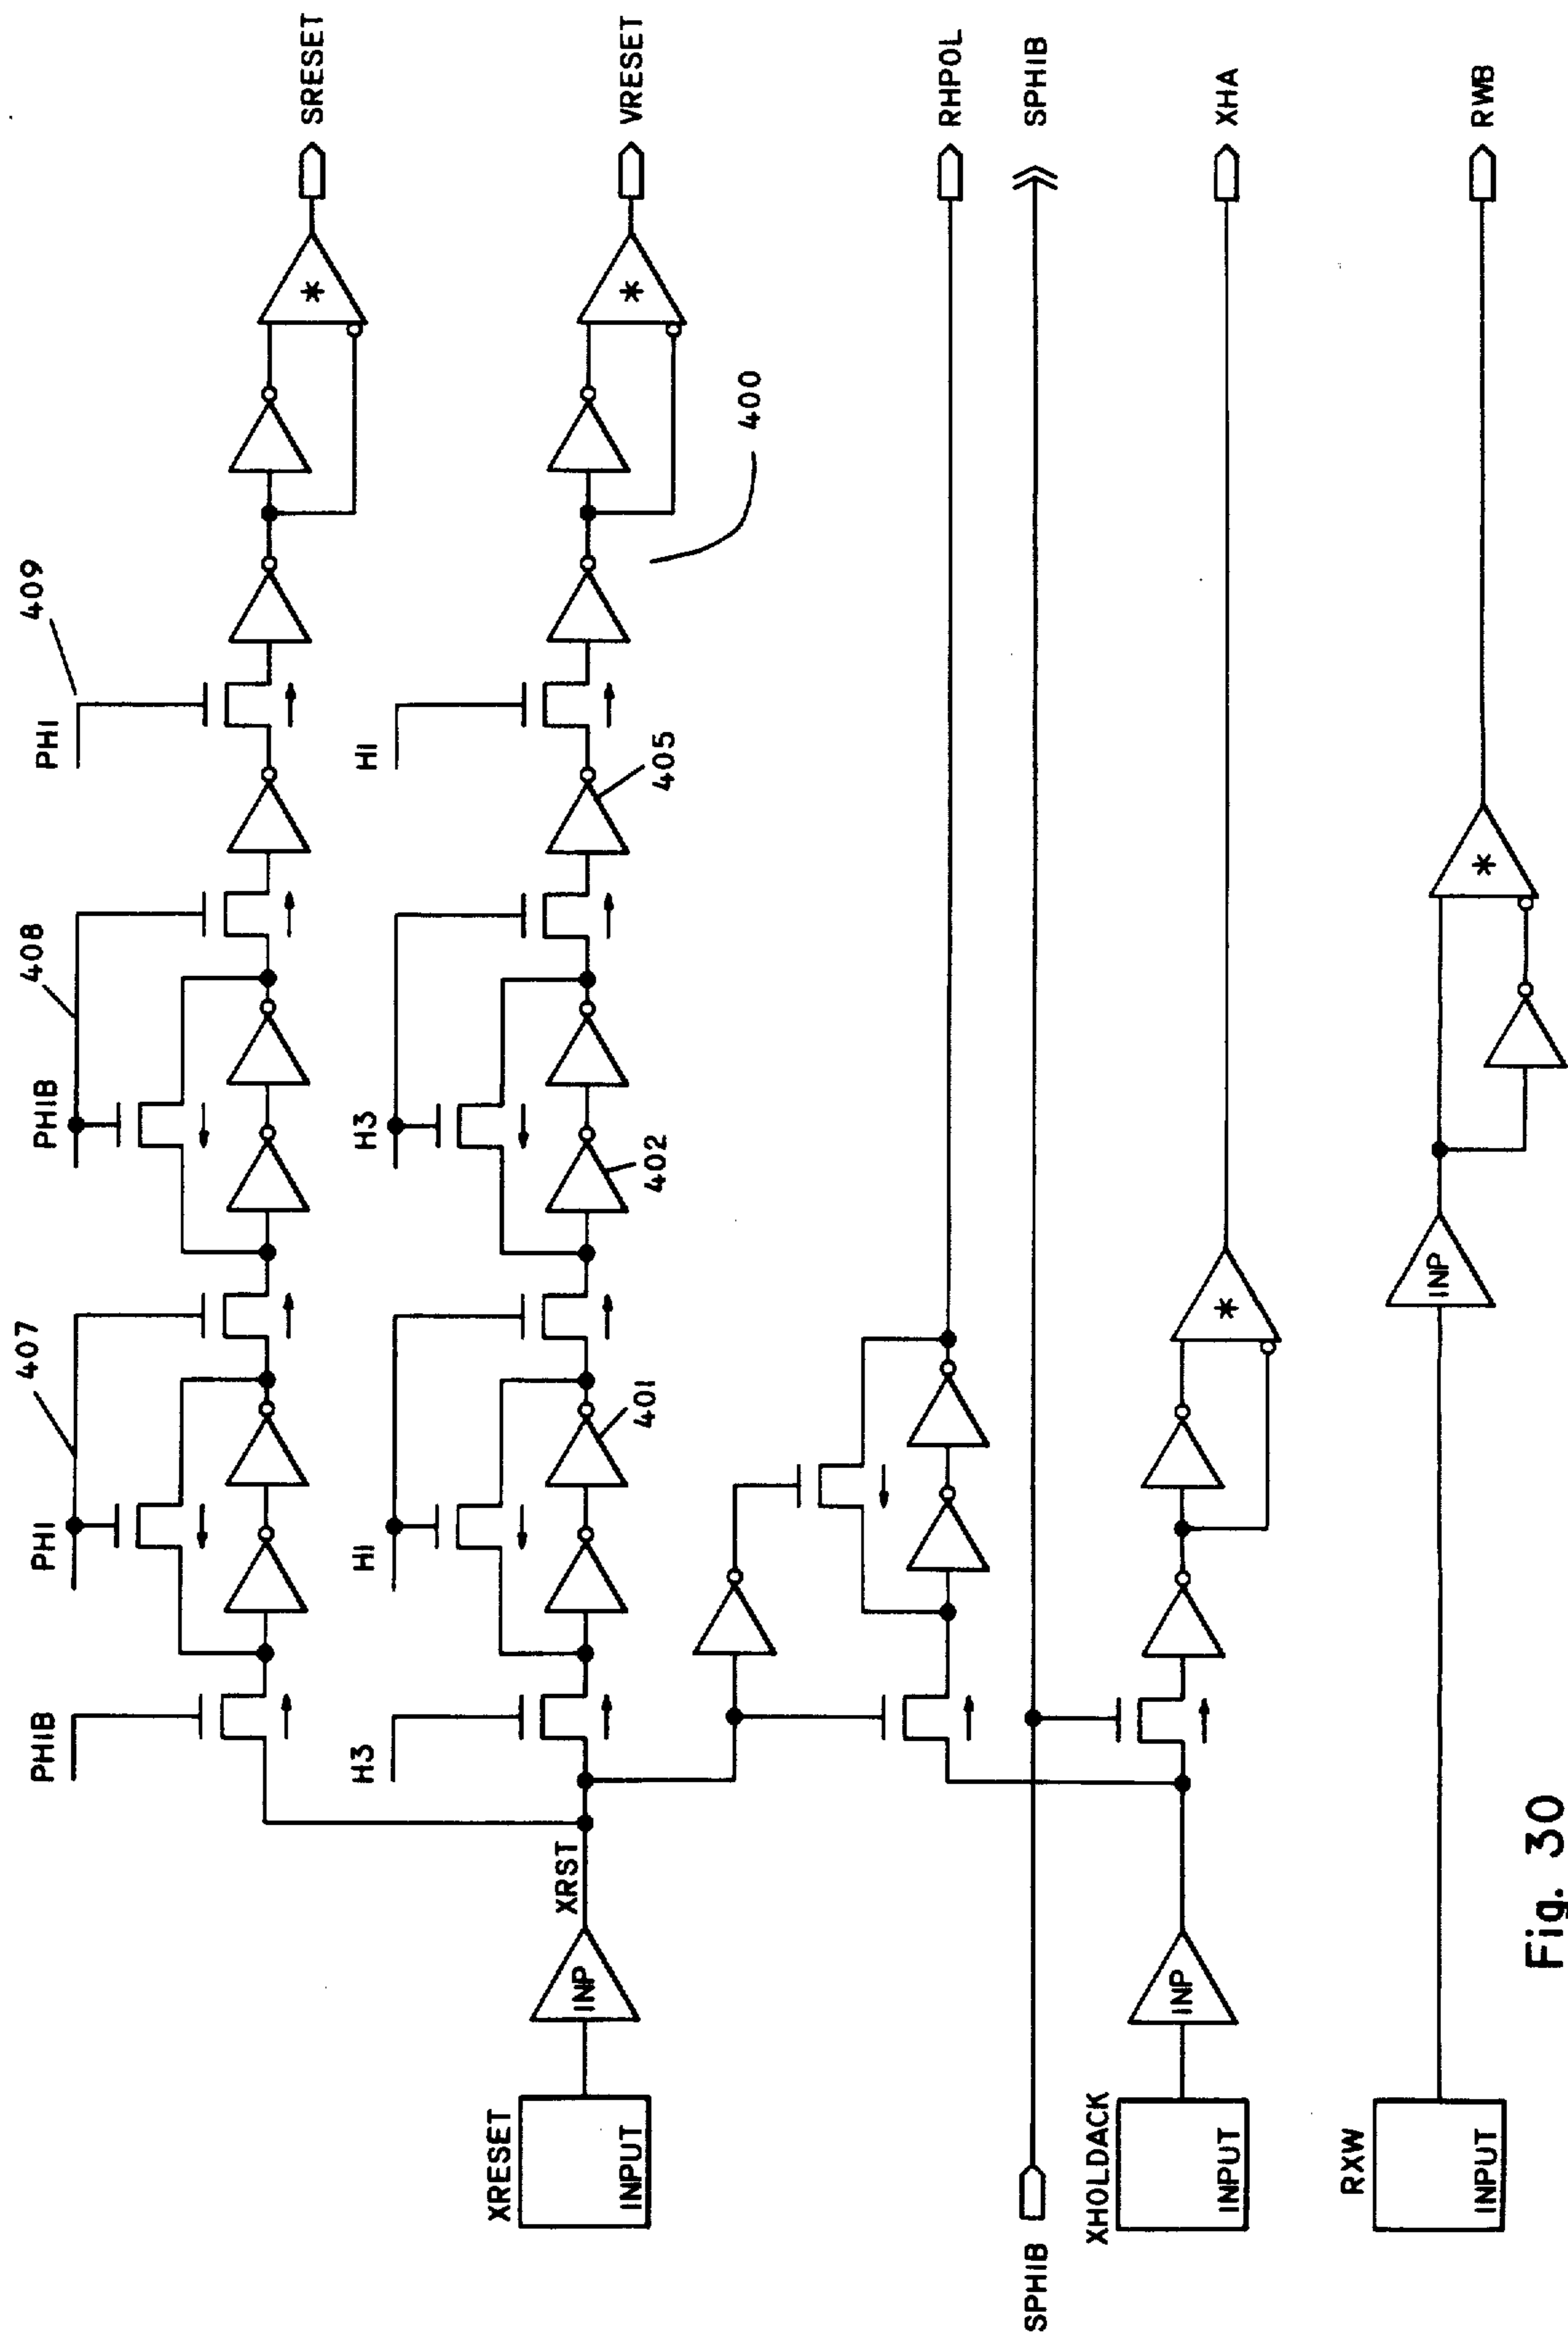 409
PHI
408
PHIB
407
PHI
PHIB
SRESET
*
HI
H3
HI
H3
VRESET
*
400
405
402
401
XRST
INP
XRESET
INPUT
RHPOL
SPHIB
SPHIB
XHA
*
INP
XHOLDACK
INPUT
RWB
*
INP
RXW
INPUT
Fig. 30